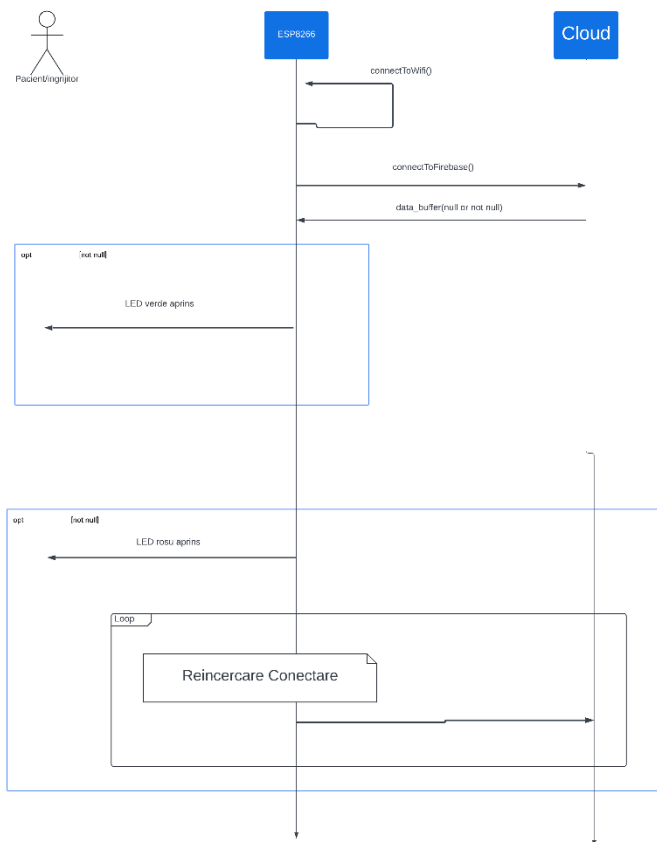 ESP8266
Cloud
Pacient/ingrijitor
connectToWifi()
connectToFirebase()
data_buffer(null or not null)
opt [not null]
LED verde aprins
opt [not null]
LED rosu aprins
Loop
Reincercare Conectare